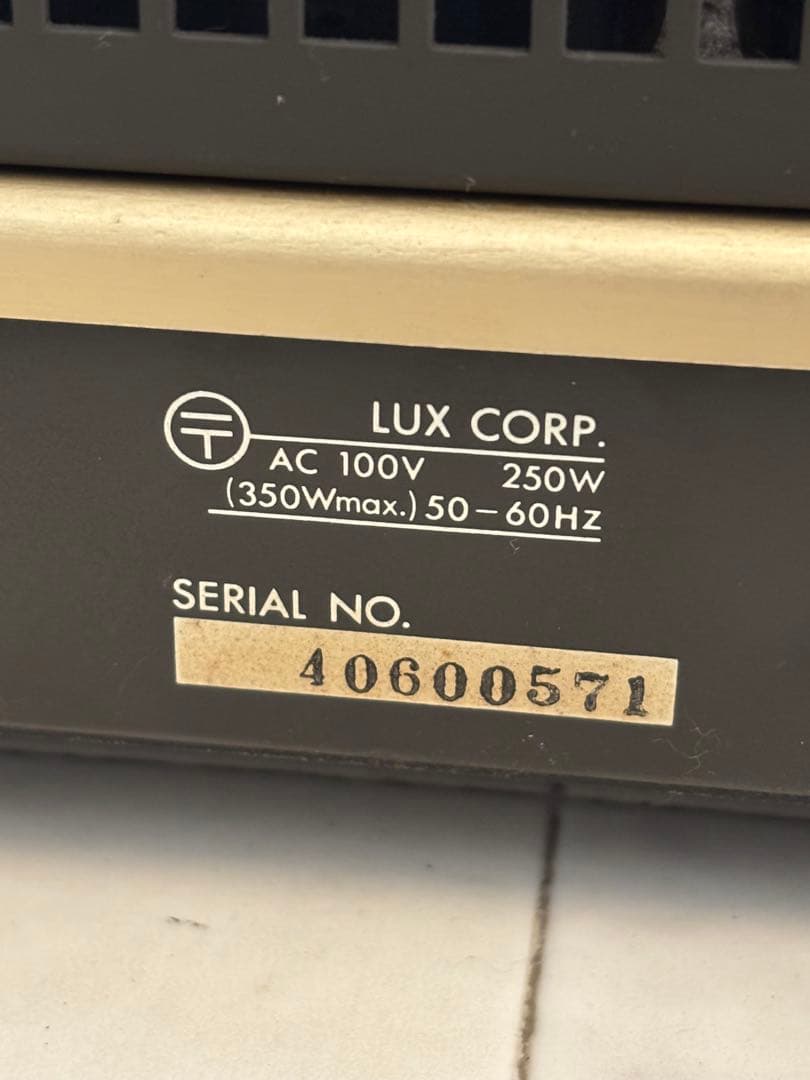 LUX CORP.
AC 100V 250W
(350Wmax.) 50-60Hz
SERIAL NO.
40600571